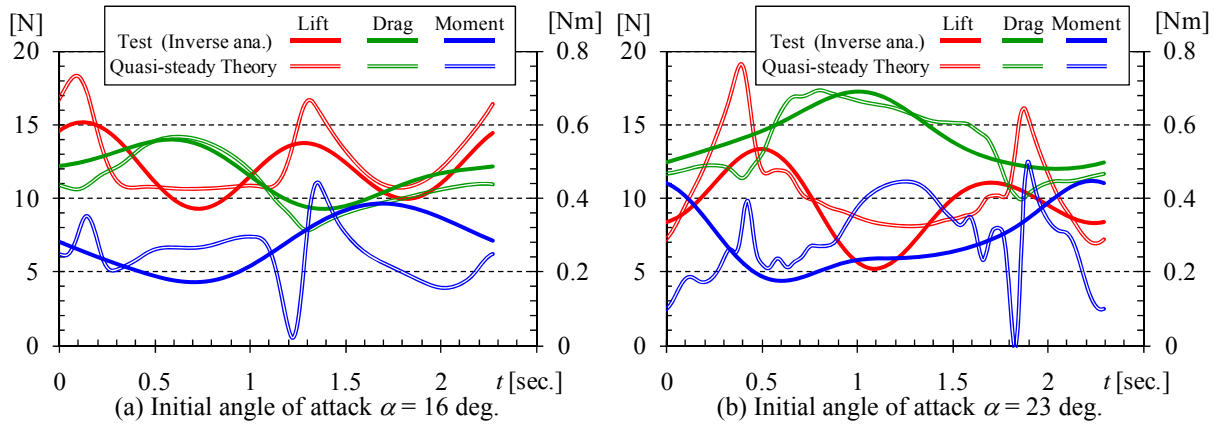 [N]
Lift Drag Moment
[Nm]
Test (Inverse ana.)
Quasi-steady Theory
20
15
10
5
0
0.8
0.6
0.4
0.2
0
0 0.5 1 1.5 2 t [sec.]
(a) Initial angle of attack α = 16 deg.
[N]
Lift Drag Moment
[Nm]
Test (Inverse ana.)
Quasi-steady Theory
20
15
10
5
0
0.8
0.6
0.4
0.2
0
0 0.5 1 1.5 2 t [sec.]
(b) Initial angle of attack α = 23 deg.